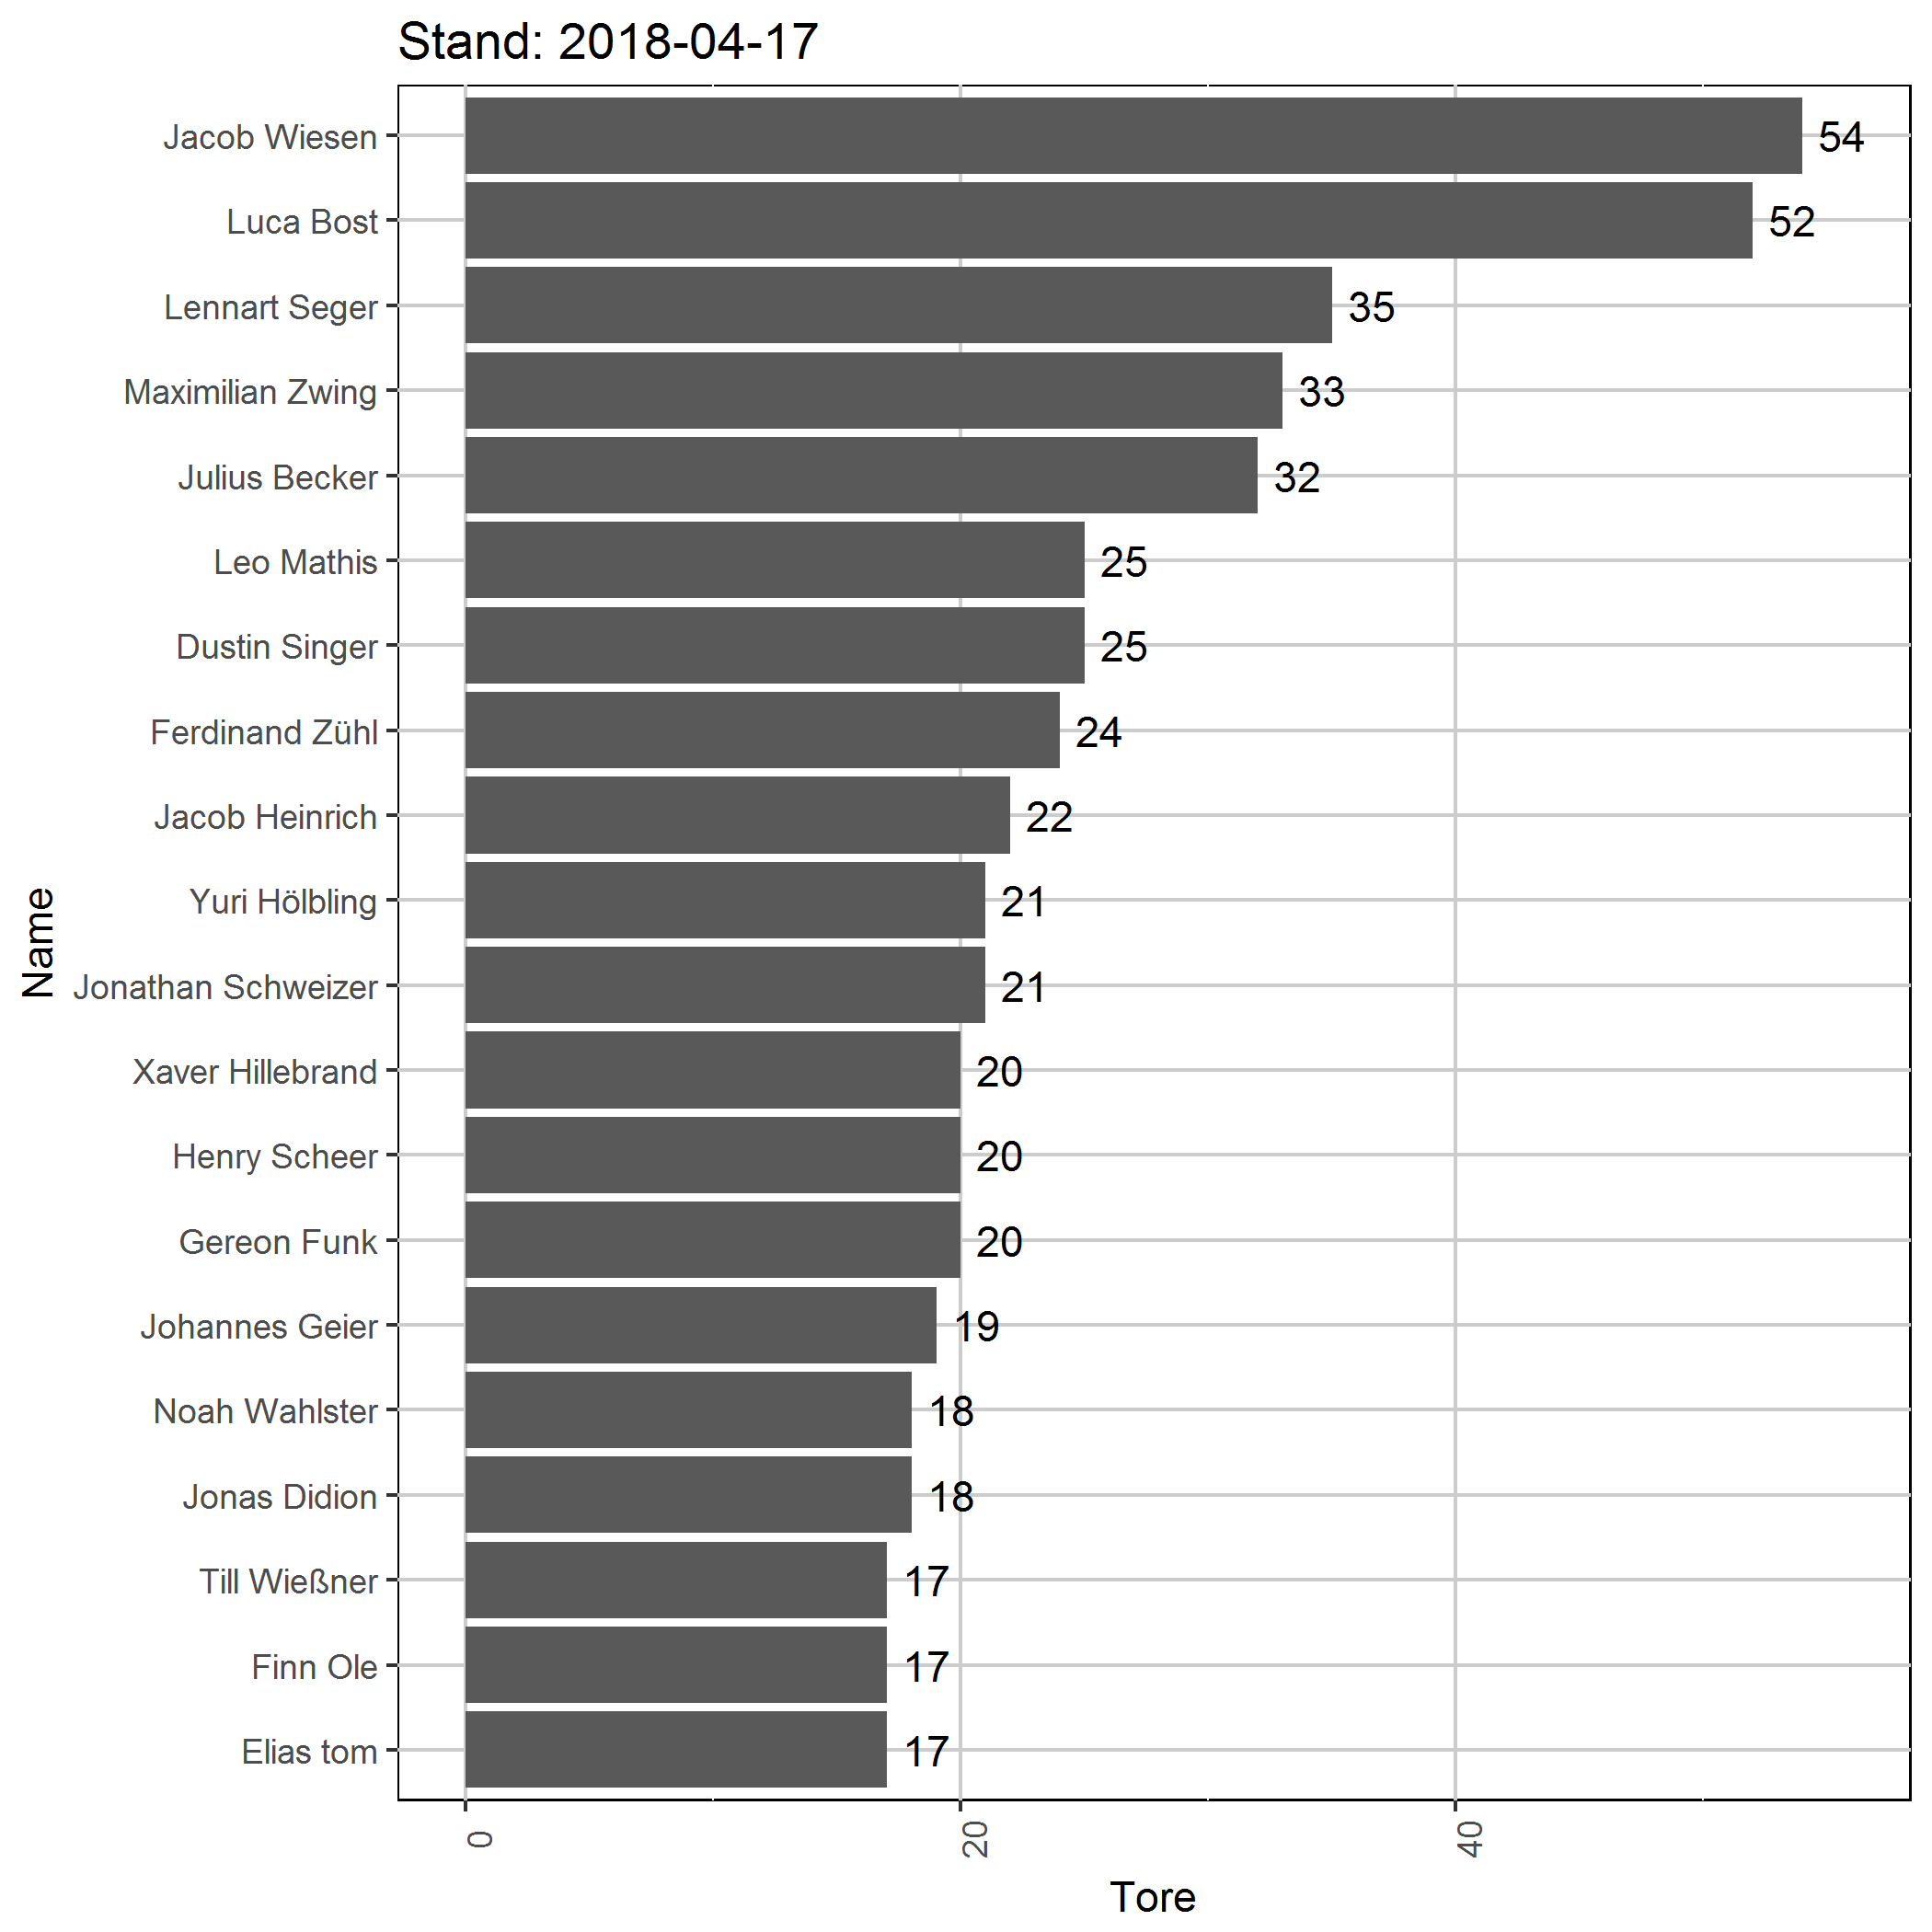 Stand: 2018-04-17
Jacob Wiesen 54
Luca Bost 52
Lennart Seger 35
Maximilian Zwing 33
Julius Becker 32
Leo Mathis 25
Dustin Singer 25
Ferdinand Zühl 24
Jacob Heinrich 22
Yuri Hölbling 21
Jonathan Schweizer 21
Xaver Hillebrand 20
Henry Scheer 20
Gereon Funk 20
Johannes Geier 19
Noah Wahlster 18
Jonas Didion 18
Till Wießner 17
Finn Ole 17
Elias tom 17
Name
0 20 40
Tore